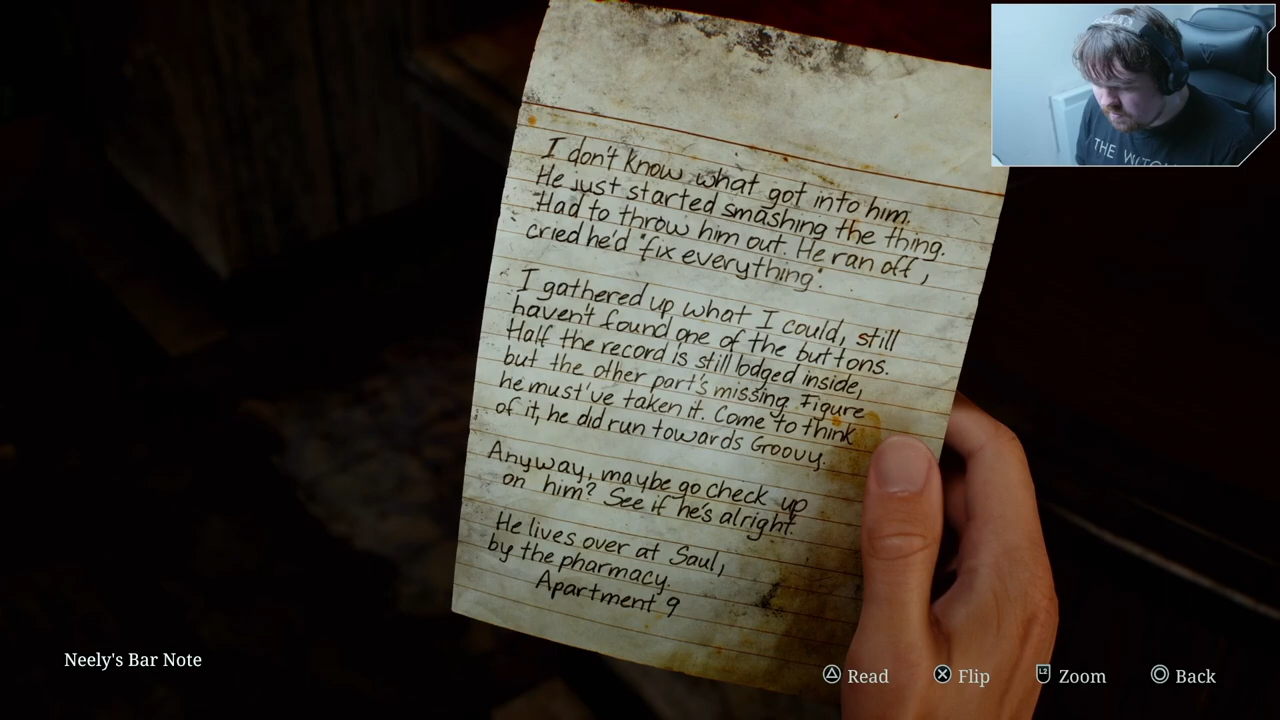 I don't know what got into him.
He just started smashing the thing.
Had to throw him out. He ran off,
cried he'd "fix everything".
I gathered up what I could, still
haven't found one of the buttons.
Half the record is still lodged inside,
but the other part's missing. Figure
he must've taken it. Come to think
of it, he did run towards Groovy.
Anyway, maybe go check up
on him? See if he's alright.
He lives over at Saul,
by the pharmacy.
Apartment 9
Neely's Bar Note
Read
Flip
L2
Zoom
Back
THE